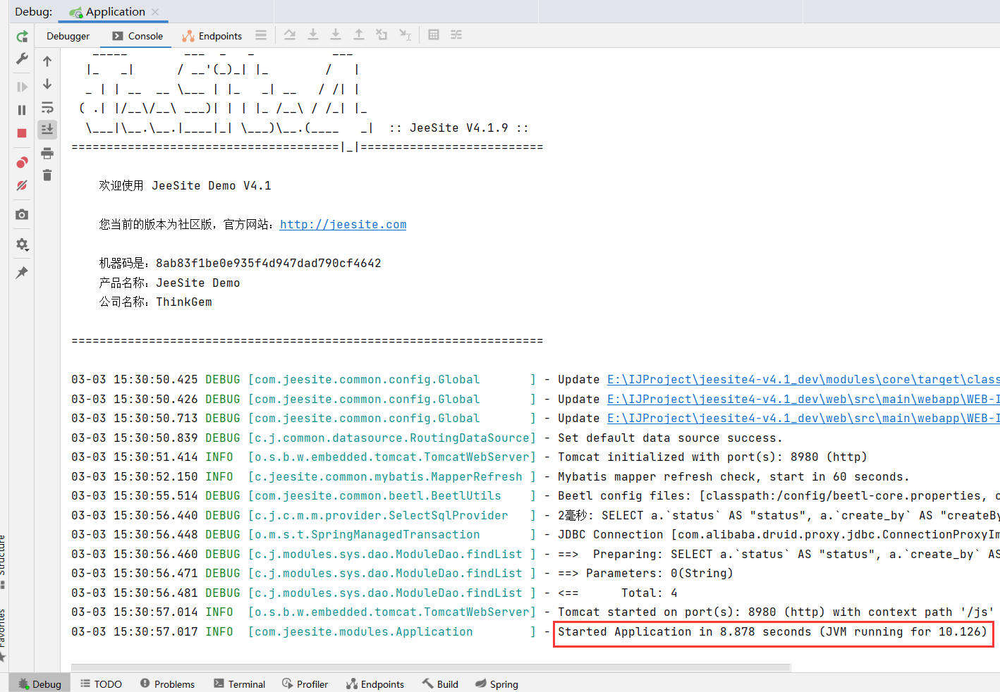 Debug: Application
Debugger Console Endpoints
  _____        ___  _   _           ___
 |_   _|      / __'(_)_| |_        /   |
 _ | | __  __ \___ | |_   _| __   / /| |
( .| |/__\/__\ ___)| | | |_ /__\ / /_| |_
 \___|\__.\__.|____|_| \___)\__.(____   _|  :: JeeSite V4.1.9 ::
======================================|_|==========================
欢迎使用 JeeSite Demo V4.1
您当前的版本为社区版，官方网站：http://jeesite.com
机器码是：8ab83f1be0e935f4d947dad790cf4642
产品名称：JeeSite Demo
公司名称：ThinkGem
===================================================================
03-03 15:30:50.425 DEBUG [com.jeesite.common.config.Global       ] - Update E:\IJProject\jeesite4-v4.1_dev\modules\core\target\class
03-03 15:30:50.426 DEBUG [com.jeesite.common.config.Global       ] - Update E:\IJProject\jeesite4-v4.1_dev\web\src\main\webapp\WEB-I
03-03 15:30:50.713 DEBUG [com.jeesite.common.config.Global       ] - Update E:\IJProject\jeesite4-v4.1_dev\web\src\main\webapp\WEB-I
03-03 15:30:50.839 DEBUG [c.j.common.datasource.RoutingDataSource] - Set default data source success.
03-03 15:30:51.414 INFO  [o.s.b.w.embedded.tomcat.TomcatWebServer] - Tomcat initialized with port(s): 8980 (http)
03-03 15:30:52.150 INFO  [c.jeesite.common.mybatis.MapperRefresh ] - Mybatis mapper refresh check, start in 60 seconds.
03-03 15:30:55.514 DEBUG [com.jeesite.common.beetl.BeetlUtils    ] - Beetl config files: [classpath:/config/beetl-core.properties, c
03-03 15:30:56.440 DEBUG [c.j.c.m.m.provider.SelectSqlProvider   ] - 2毫秒: SELECT a.`status` AS "status", a.`create_by` AS "createBy
03-03 15:30:56.448 DEBUG [o.m.s.t.SpringManagedTransaction       ] - JDBC Connection [com.alibaba.druid.proxy.jdbc.ConnectionProxyIm
03-03 15:30:56.460 DEBUG [c.j.modules.sys.dao.ModuleDao.findList ] - ==>  Preparing: SELECT a.`status` AS "status", a.`create_by` AS
03-03 15:30:56.471 DEBUG [c.j.modules.sys.dao.ModuleDao.findList ] - ==> Parameters: 0(String)
03-03 15:30:56.481 DEBUG [c.j.modules.sys.dao.ModuleDao.findList ] - <==      Total: 4
03-03 15:30:57.014 INFO  [o.s.b.w.embedded.tomcat.TomcatWebServer] - Tomcat started on port(s): 8980 (http) with context path '/js'
03-03 15:30:57.017 INFO  [com.jeesite.modules.Application        ] - Started Application in 8.878 seconds (JVM running for 10.126)
Structure
Favorites
Debug TODO Problems Terminal Profiler Endpoints Build Spring